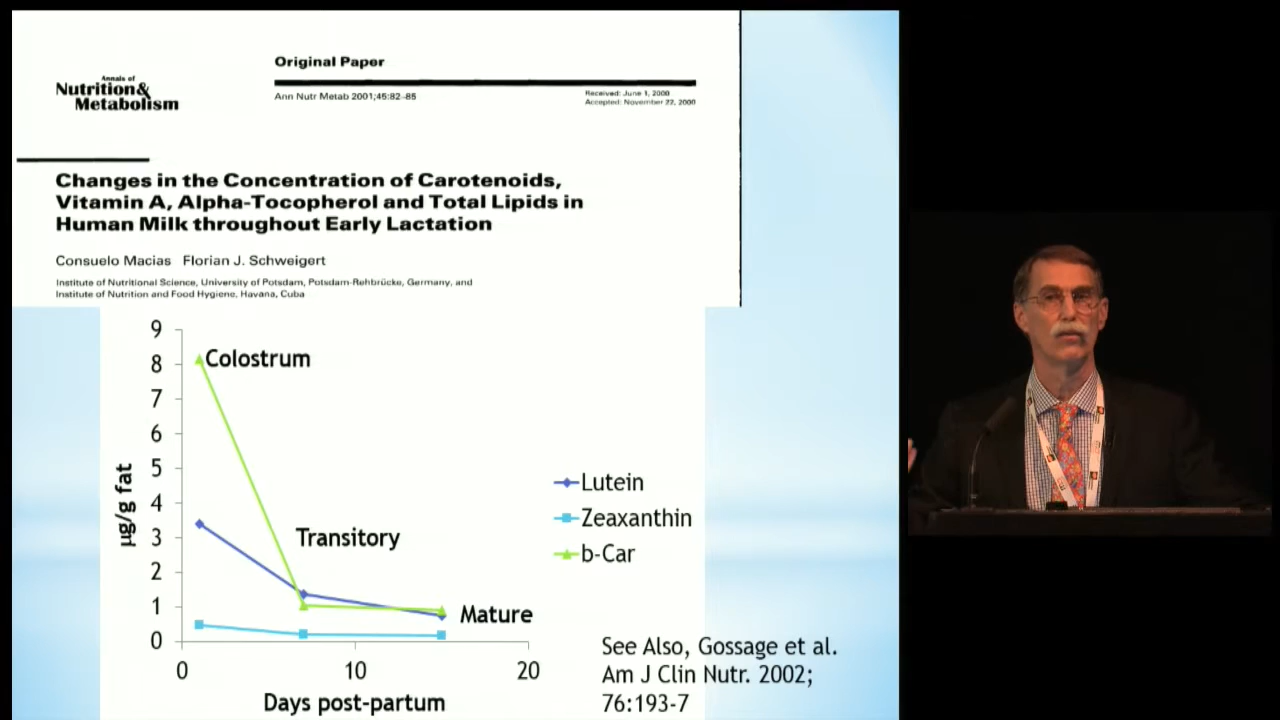 Annals of
Nutrition&
Metabolism
Original Paper
Ann Nutr Metab 2001;45:82–85
Received: June 1, 2000
Accepted: November 22, 2000
Changes in the Concentration of Carotenoids,
Vitamin A, Alpha-Tocopherol and Total Lipids in
Human Milk throughout Early Lactation
Consuelo Macias Florian J. Schweigert
Institute of Nutritional Science, University of Potsdam, Potsdam-Rehbrücke, Germany, and
Institute of Nutrition and Food Hygiene, Havana, Cuba
9
8
7
6
5
4
3
2
1
0
µg/g fat
Colostrum
Transitory
Mature
Lutein
Zeaxanthin
b-Car
0 10 20
Days post-partum
See Also, Gossage et al.
Am J Clin Nutr. 2002;
76:193-7